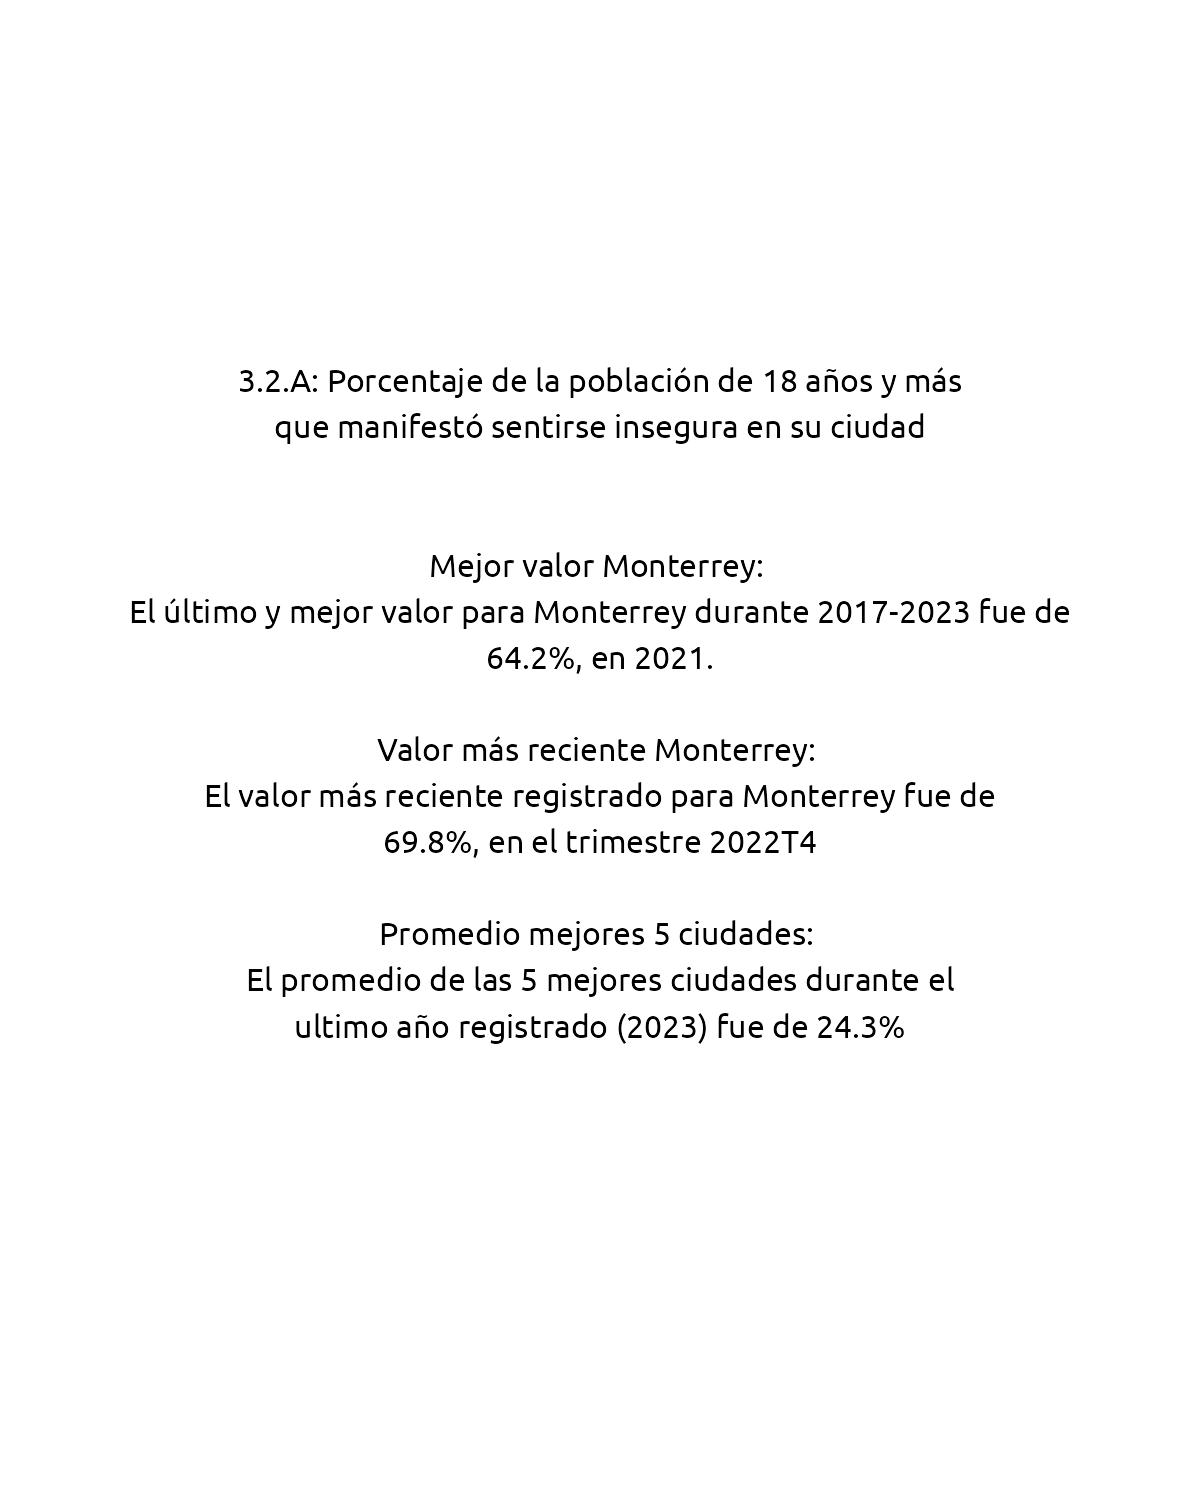 3.2.A: Porcentaje de la población de 18 años y más
que manifestó sentirse insegura en su ciudad
Mejor valor Monterrey:
El último y mejor valor para Monterrey durante 2017-2023 fue de
64.2%, en 2021.
Valor más reciente Monterrey:
El valor más reciente registrado para Monterrey fue de
69.8%, en el trimestre 2022T4
Promedio mejores 5 ciudades:
El promedio de las 5 mejores ciudades durante el
ultimo año registrado (2023) fue de 24.3%